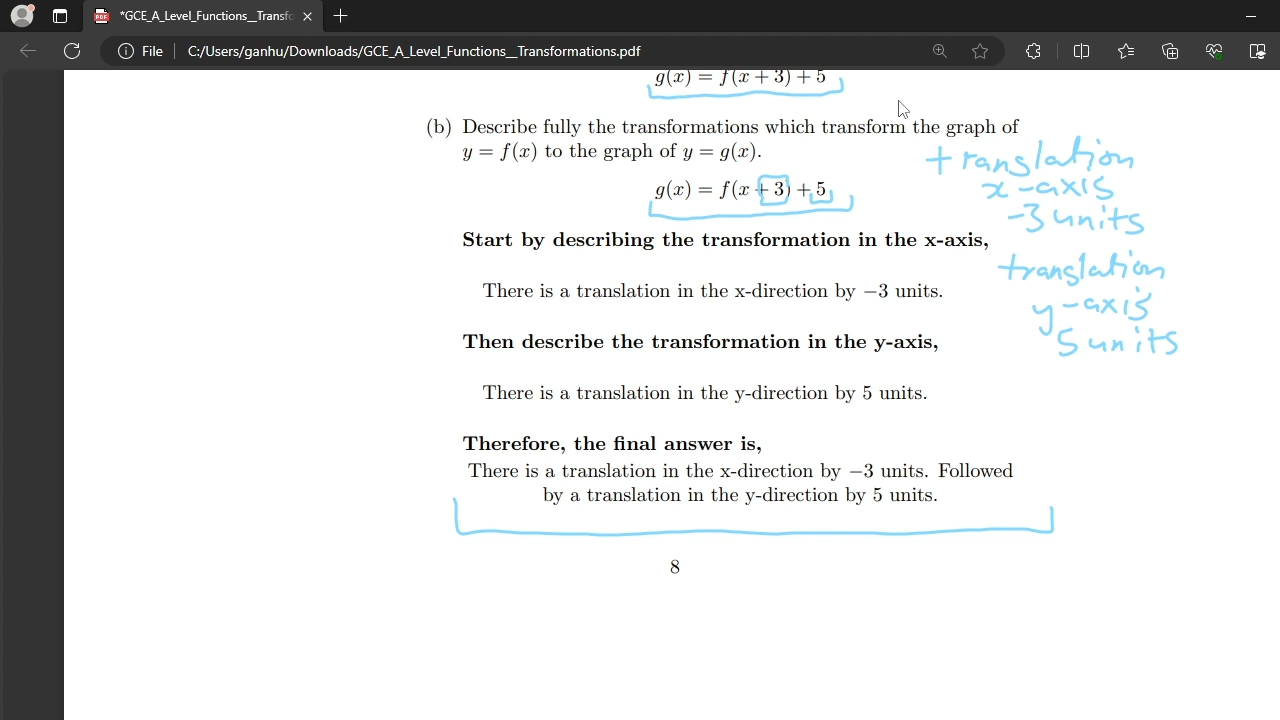 *GCE_A_Level_Functions__Transfo
File
C:/Users/ganhu/Downloads/GCE_A_Level_Functions__Transformations.pdf
g(x) = f(x + 3) + 5
(b) Describe fully the transformations which transform the graph of
y = f(x) to the graph of y = g(x).
g(x) = f(x + 3) + 5
Start by describing the transformation in the x-axis,
There is a translation in the x-direction by −3 units.
Then describe the transformation in the y-axis,
There is a translation in the y-direction by 5 units.
Therefore, the final answer is,
There is a translation in the x-direction by −3 units. Followed
by a translation in the y-direction by 5 units.
8
translation
x-axis
-3 units
translation
y-axis
5 units